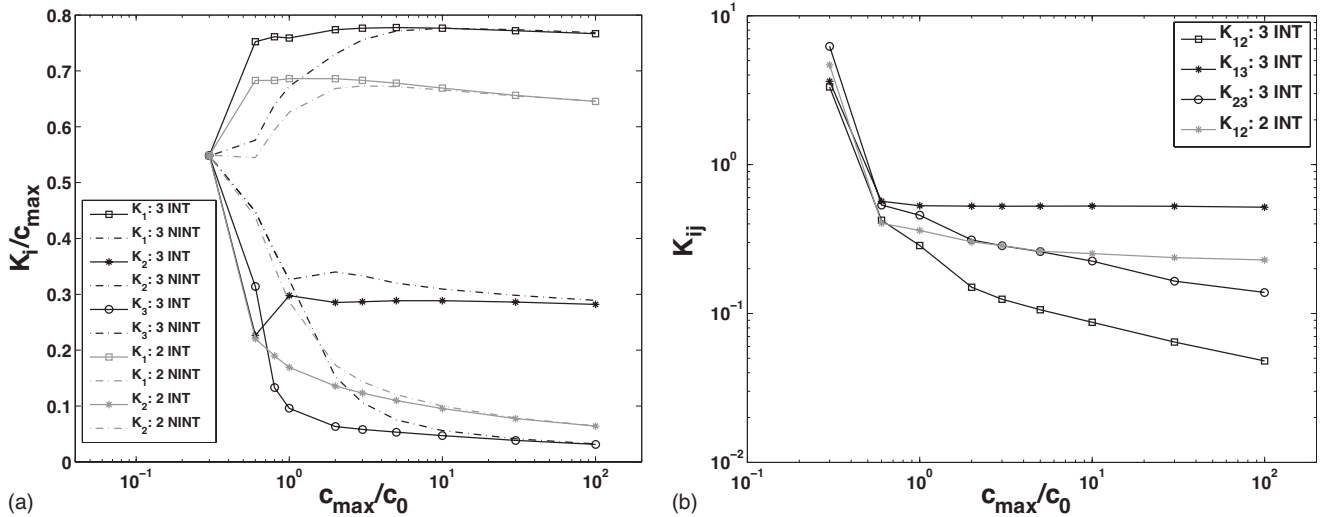 0.8
0.7
0.6
0.5
0.4
0.3
0.2
0.1
0
K_i/c_max
K_1: 3 INT
K_1: 3 NINT
K_2: 3 INT
K_2: 3 NINT
K_3: 3 INT
K_3: 3 NINT
K_1: 2 INT
K_1: 2 NINT
K_2: 2 INT
K_2: 2 NINT
10^-1
10^0
10^1
10^2
c_max/c_0
(a)
10^1
10^0
10^-1
10^-2
K_ij
K_12: 3 INT
K_13: 3 INT
K_23: 3 INT
K_12: 2 INT
10^-1
10^0
10^1
10^2
c_max/c_0
(b)